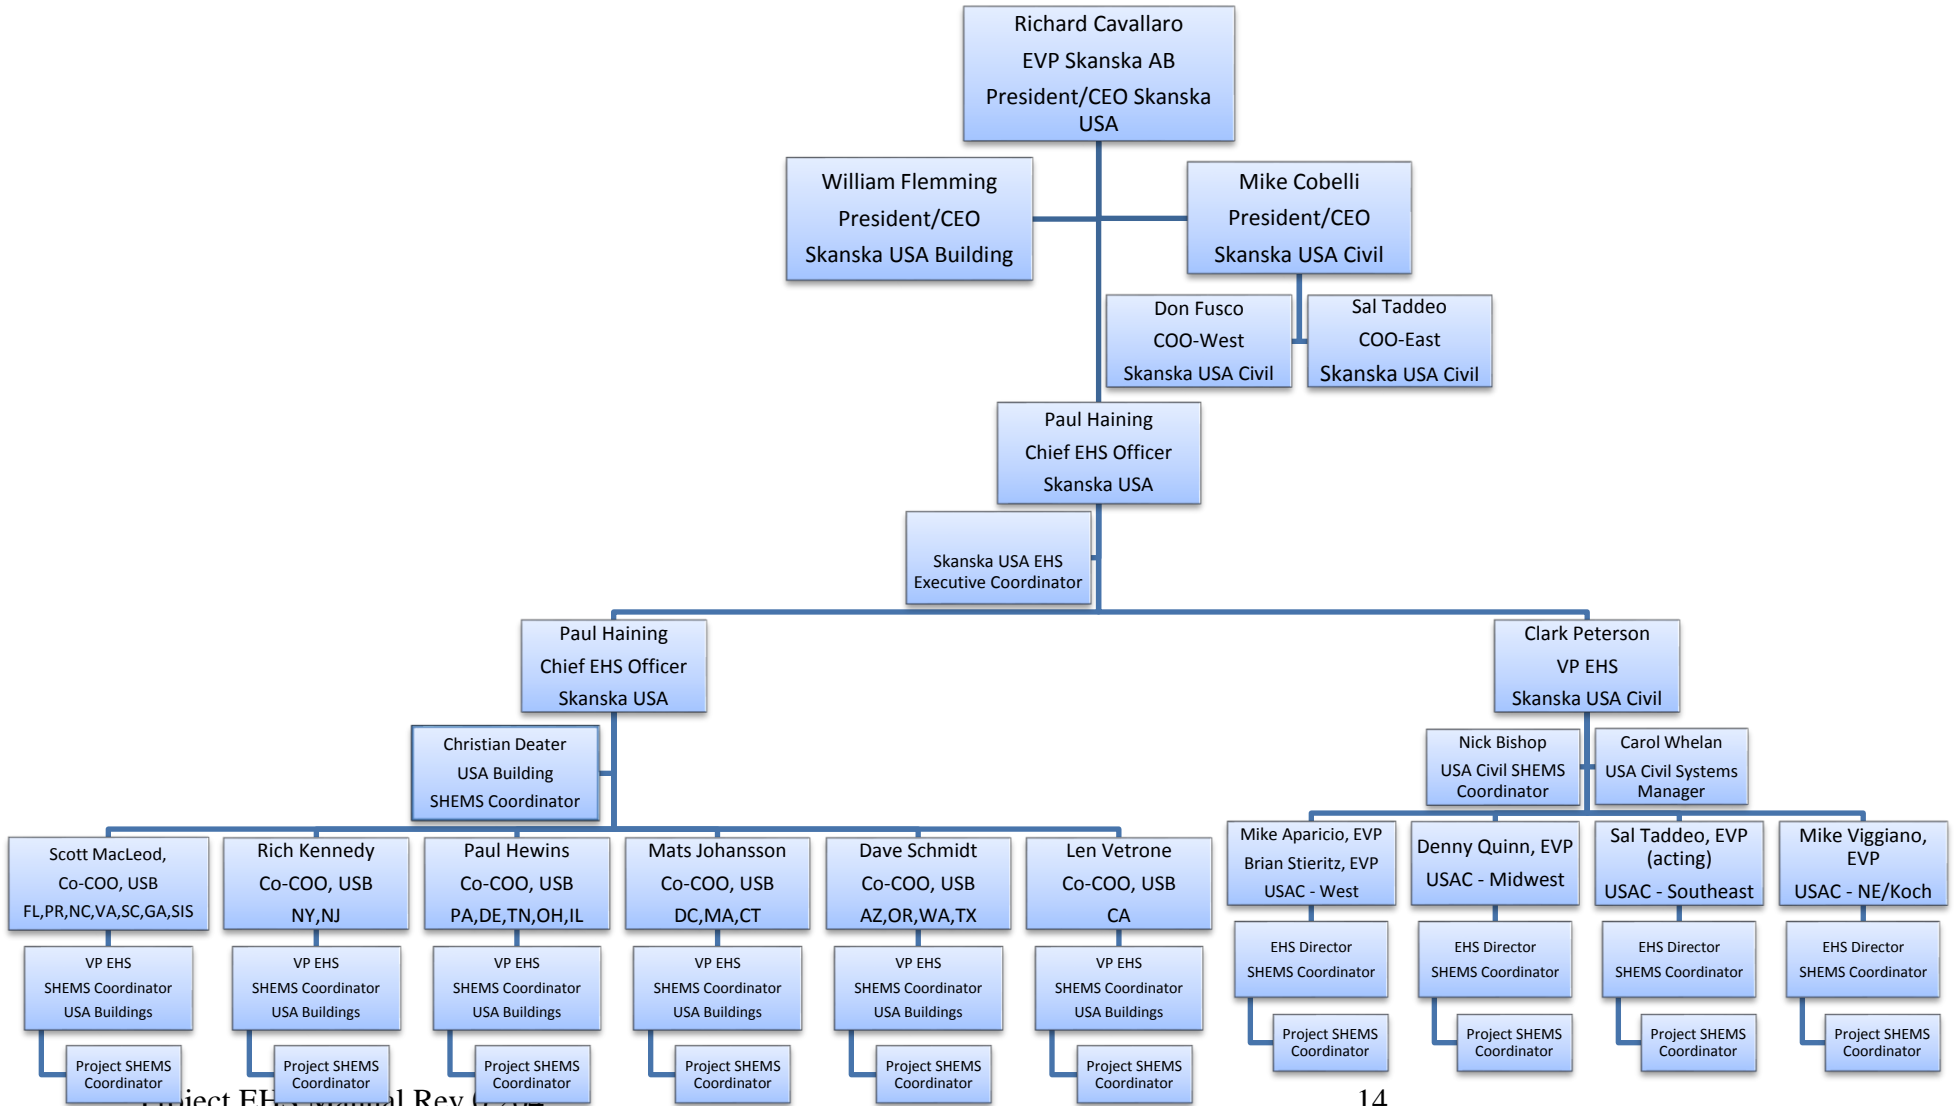 Richard Cavallaro
EVP Skanska AB
President/CEO Skanska
USA
William Flemming
President/CEO
Skanska USA Building
Mike Cobelli
President/CEO
Skanska USA Civil
Don Fusco
COO-West
Skanska USA Civil
Sal Taddeo
COO-East
Skanska USA Civil
Paul Haining
Chief EHS Officer
Skanska USA
Skanska USA EHS
Executive Coordinator
Paul Haining
Chief EHS Officer
Skanska USA
Clark Peterson
VP EHS
Skanska USA Civil
Christian Deater
USA Building
SHEMS Coordinator
Nick Bishop
USA Civil SHEMS
Coordinator
Carol Whelan
USA Civil Systems
Manager
Scott MacLeod,
Co-COO, USB
FL,PR,NC,VA,SC,GA,SIS
Rich Kennedy
Co-COO, USB
NY,NJ
Paul Hewins
Co-COO, USB
PA,DE,TN,OH,IL
Mats Johansson
Co-COO, USB
DC,MA,CT
Dave Schmidt
Co-COO, USB
AZ,OR,WA,TX
Len Vetrone
Co-COO, USB
CA
Mike Aparicio, EVP
Brian Stieritz, EVP
USAC - West
Denny Quinn, EVP
USAC - Midwest
Sal Taddeo, EVP
(acting)
USAC - Southeast
Mike Viggiano,
EVP
USAC - NE/Koch
VP EHS
SHEMS Coordinator
USA Buildings
VP EHS
SHEMS Coordinator
USA Buildings
VP EHS
SHEMS Coordinator
USA Buildings
VP EHS
SHEMS Coordinator
USA Buildings
VP EHS
SHEMS Coordinator
USA Buildings
VP EHS
SHEMS Coordinator
USA Buildings
EHS Director
SHEMS Coordinator
EHS Director
SHEMS Coordinator
EHS Director
SHEMS Coordinator
EHS Director
SHEMS Coordinator
Project SHEMS
Coordinator
Project SHEMS
Coordinator
Project SHEMS
Coordinator
Project SHEMS
Coordinator
Project SHEMS
Coordinator
Project SHEMS
Coordinator
Project SHEMS
Coordinator
Project SHEMS
Coordinator
Project SHEMS
Coordinator
Project SHEMS
Coordinator
Project EHS Manual Rev
14